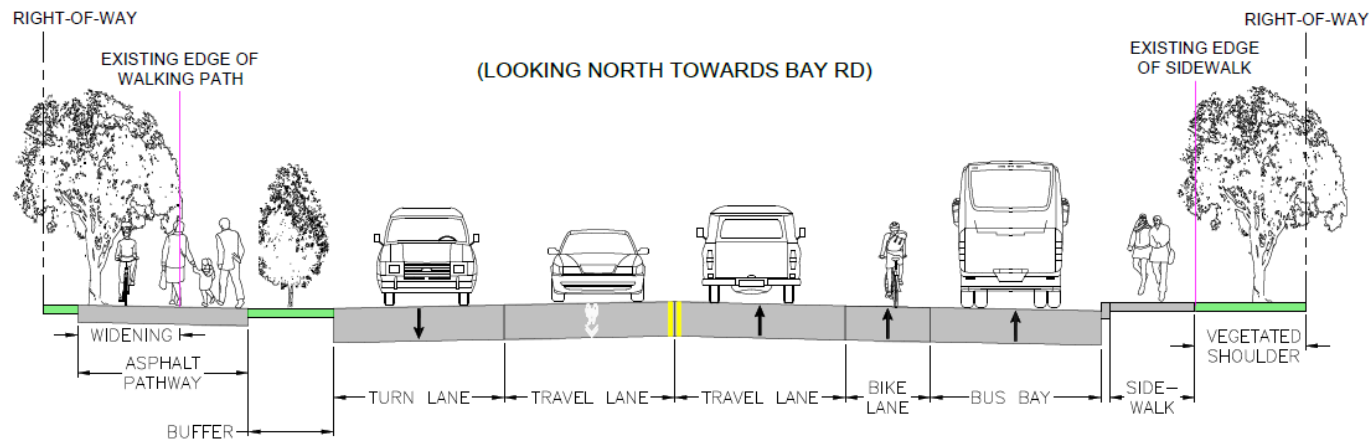 RIGHT-OF-WAY
RIGHT-OF-WAY
EXISTING EDGE OF
WALKING PATH
(LOOKING NORTH TOWARDS BAY RD)
EXISTING EDGE
OF SIDEWALK
WIDENING
ASPHALT
PATHWAY
BUFFER
TURN LANE
TRAVEL LANE
TRAVEL LANE
BIKE
LANE
BUS BAY
SIDE-
WALK
VEGETATED
SHOULDER